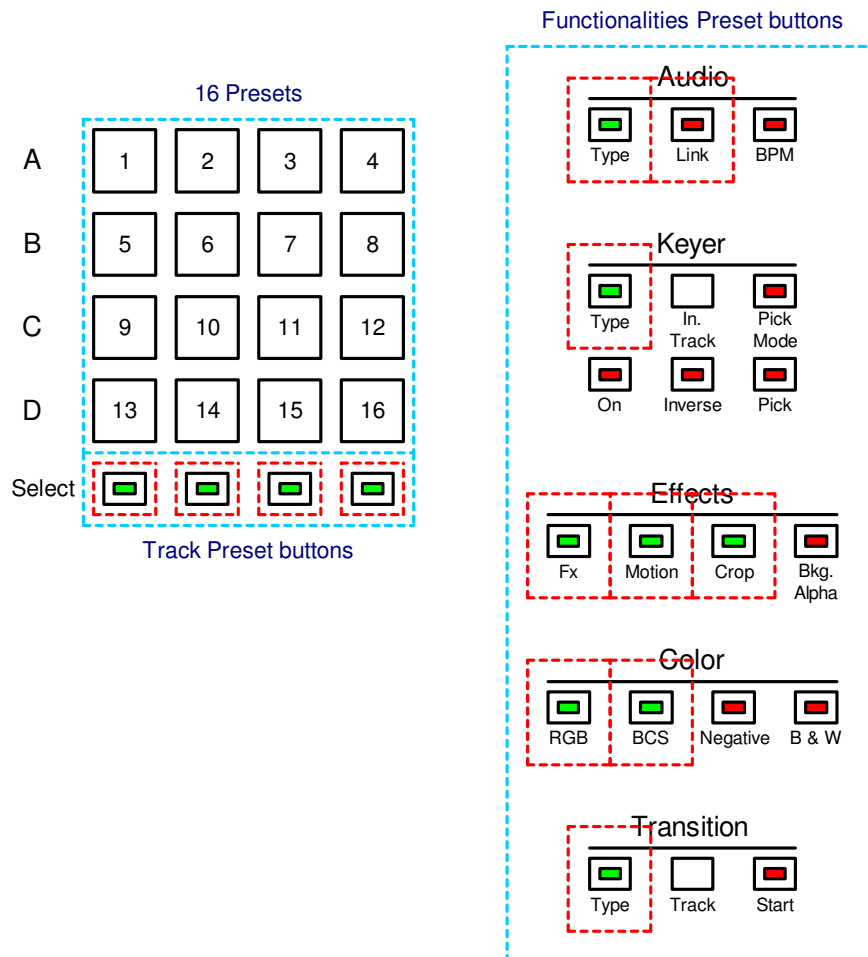 Functionalities Preset buttons
16 Presets
A 1 2 3 4
B 5 6 7 8
C 9 10 11 12
D 13 14 15 16
Select
Track Preset buttons
Audio
Type Link BPM
Keyer
Type In. Pick
Track Mode
On Inverse Pick
Effects
Fx Motion Crop Bkg.
Alpha
Color
RGB BCS Negative B & W
Transition
Type Track Start